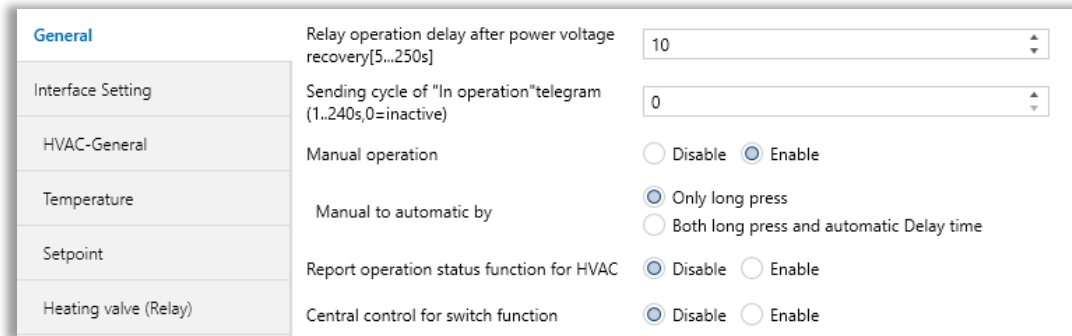 General
Interface Setting
HVAC-General
Temperature
Setpoint
Heating valve (Relay)
Relay operation delay after power voltage
recovery[5...250s]
10
Sending cycle of "In operation"telegram
(1..240s,0=inactive)
0
Manual operation
Disable Enable
Manual to automatic by
Only long press
Both long press and automatic Delay time
Report operation status function for HVAC
Disable Enable
Central control for switch function
Disable Enable